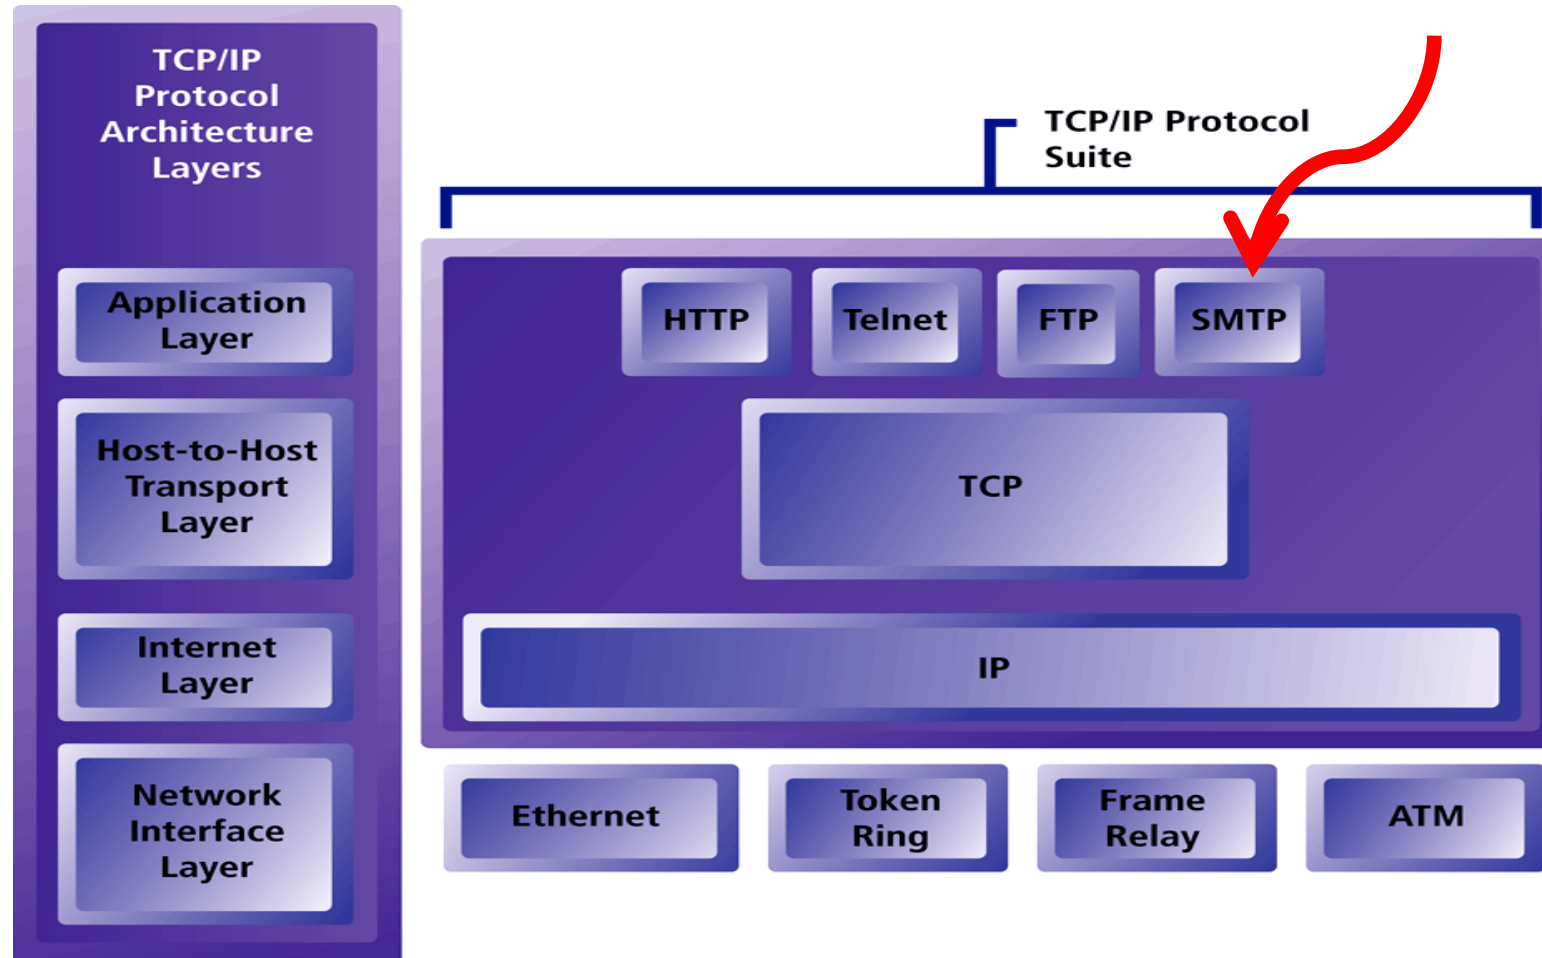 TCP/IP
Protocol
Architecture
Layers
Application
Layer
Host-to-Host
Transport
Layer
Internet
Layer
Network
Interface
Layer
TCP/IP Protocol
Suite
HTTP
Telnet
FTP
SMTP
TCP
IP
Ethernet
Token
Ring
Frame
Relay
ATM